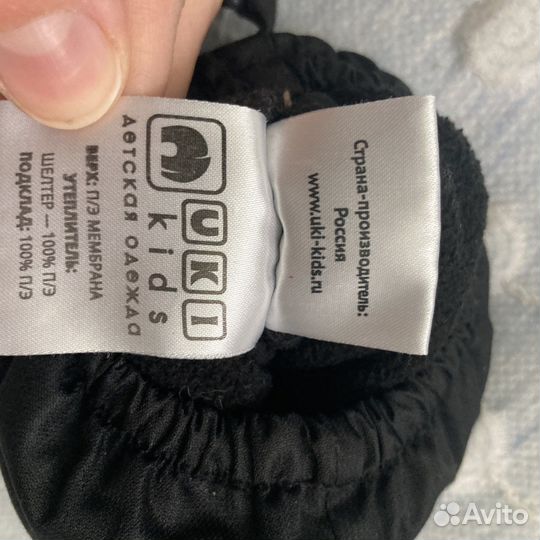 UKI
kids
детская одежда
ВЕРХ: П/Э МЕМБРАНА
УТЕПЛИТЕЛЬ:
ШЕЛТЕР — 100% П/Э
ПОДКЛАД: 100% П/Э
Страна-производитель:
Россия
www.uki-kids.ru
Avito